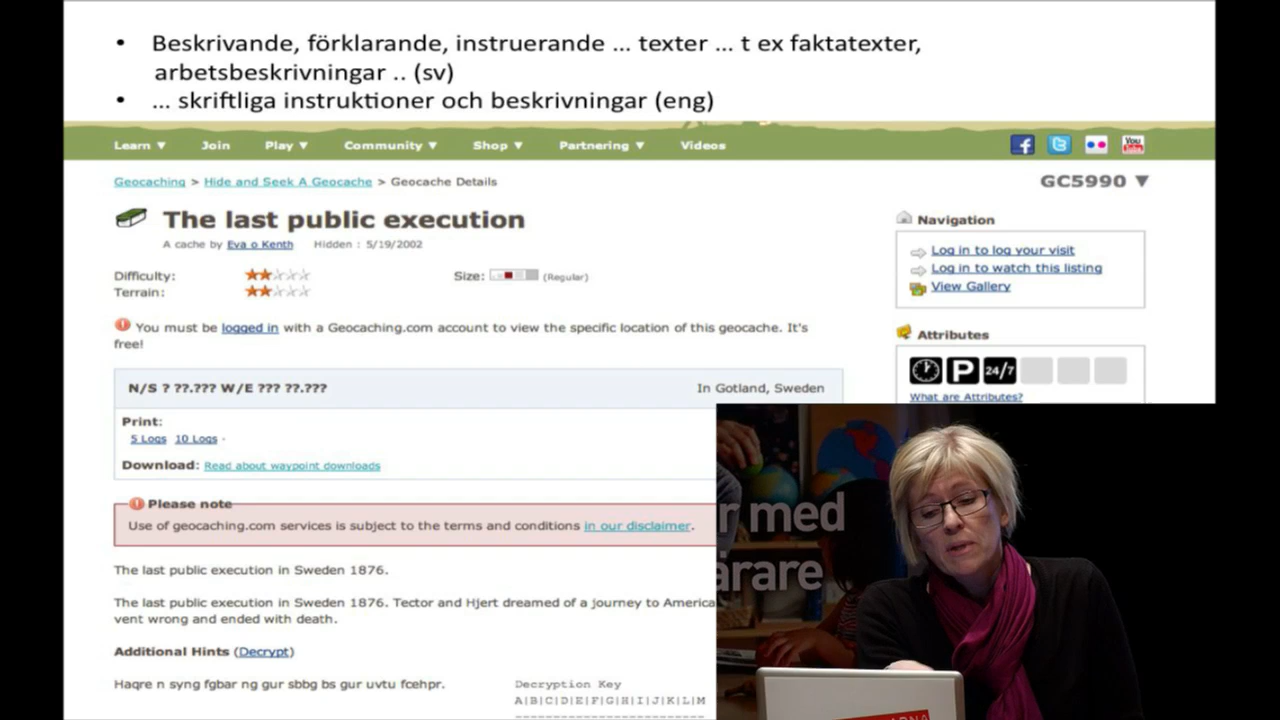 • Beskrivande, förklarande, instruerande ... texter ... t ex faktatexter,
arbetsbeskrivningar .. (sv)
• ... skriftliga instruktioner och beskrivningar (eng)
Learn ▼ Join Play ▼ Community ▼ Shop ▼ Partnering ▼ Videos
You
Geocaching > Hide and Seek A Geocache > Geocache Details
GC5990 ▼
The last public execution
A cache by Eva o Kenth Hidden : 5/19/2002
Difficulty:
Size: (Regular)
Terrain:
You must be logged in with a Geocaching.com account to view the specific location of this geocache. It's
free!
N/S ? ??.??? W/E ??? ??.???
In Gotland, Sweden
Print:
5 Logs 10 Logs -
Download: Read about waypoint downloads
Please note
Use of geocaching.com services is subject to the terms and conditions in our disclaimer.
The last public execution in Sweden 1876.
The last public execution in Sweden 1876. Tector and Hjert dreamed of a journey to America
vent wrong and ended with death.
Additional Hints (Decrypt)
Haqre n syng fgbar ng gur sbbg bs gur uvtu fcehpr.
Decryption Key
A|B|C|D|E|F|G|H|I|J|K|L|M
-------------------------
Navigation
Log in to log your visit
Log in to watch this listing
View Gallery
Attributes
P
24/7
What are Attributes?
r med
ärare